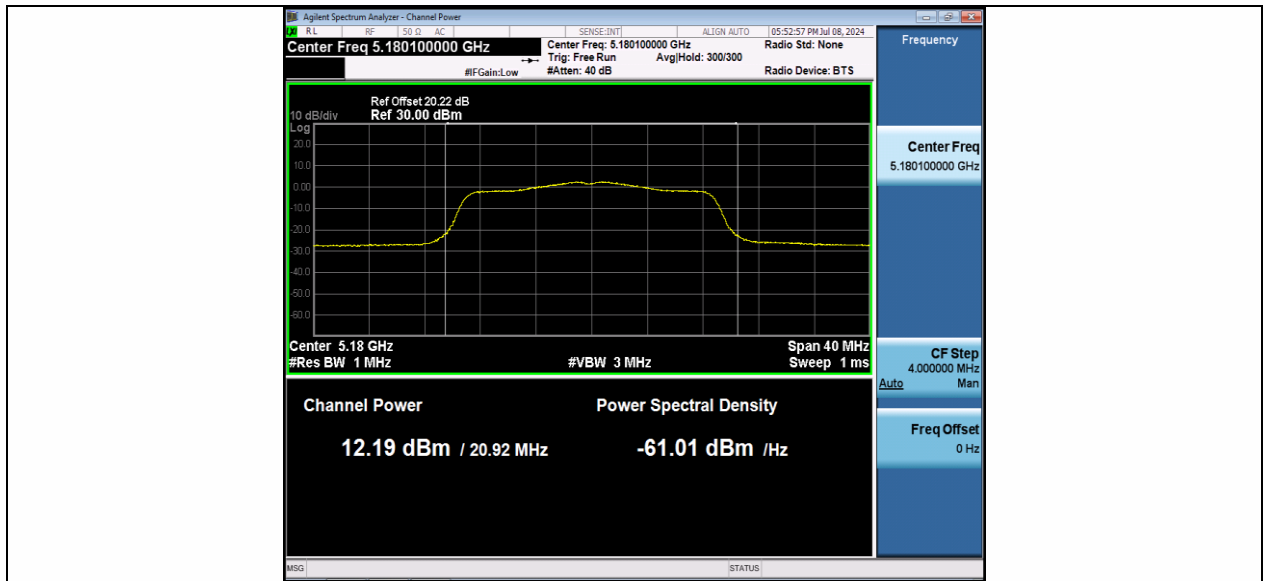 Agilent Spectrum Analyzer - Channel Power
RL RF 50 Ω AC SENSE:INT ALIGN AUTO 05:52:57 PM Jul 08, 2024
Center Freq 5.180100000 GHz
Center Freq: 5.180100000 GHz Radio Std: None
Trig: Free Run Avg|Hold: 300/300
#IFGain:Low #Atten: 40 dB Radio Device: BTS
Ref Offset 20.22 dB
10 dB/div Ref 30.00 dBm
Log
20.0
10.0
0.00
-10.0
-20.0
-30.0
-40.0
-50.0
-60.0
Center 5.18 GHz Span 40 MHz
#Res BW 1 MHz #VBW 3 MHz Sweep 1 ms
Channel Power Power Spectral Density
12.19 dBm / 20.92 MHz -61.01 dBm /Hz
MSG STATUS
Frequency
Center Freq
5.180100000 GHz
CF Step
4.000000 MHz
Auto Man
Freq Offset
0 Hz